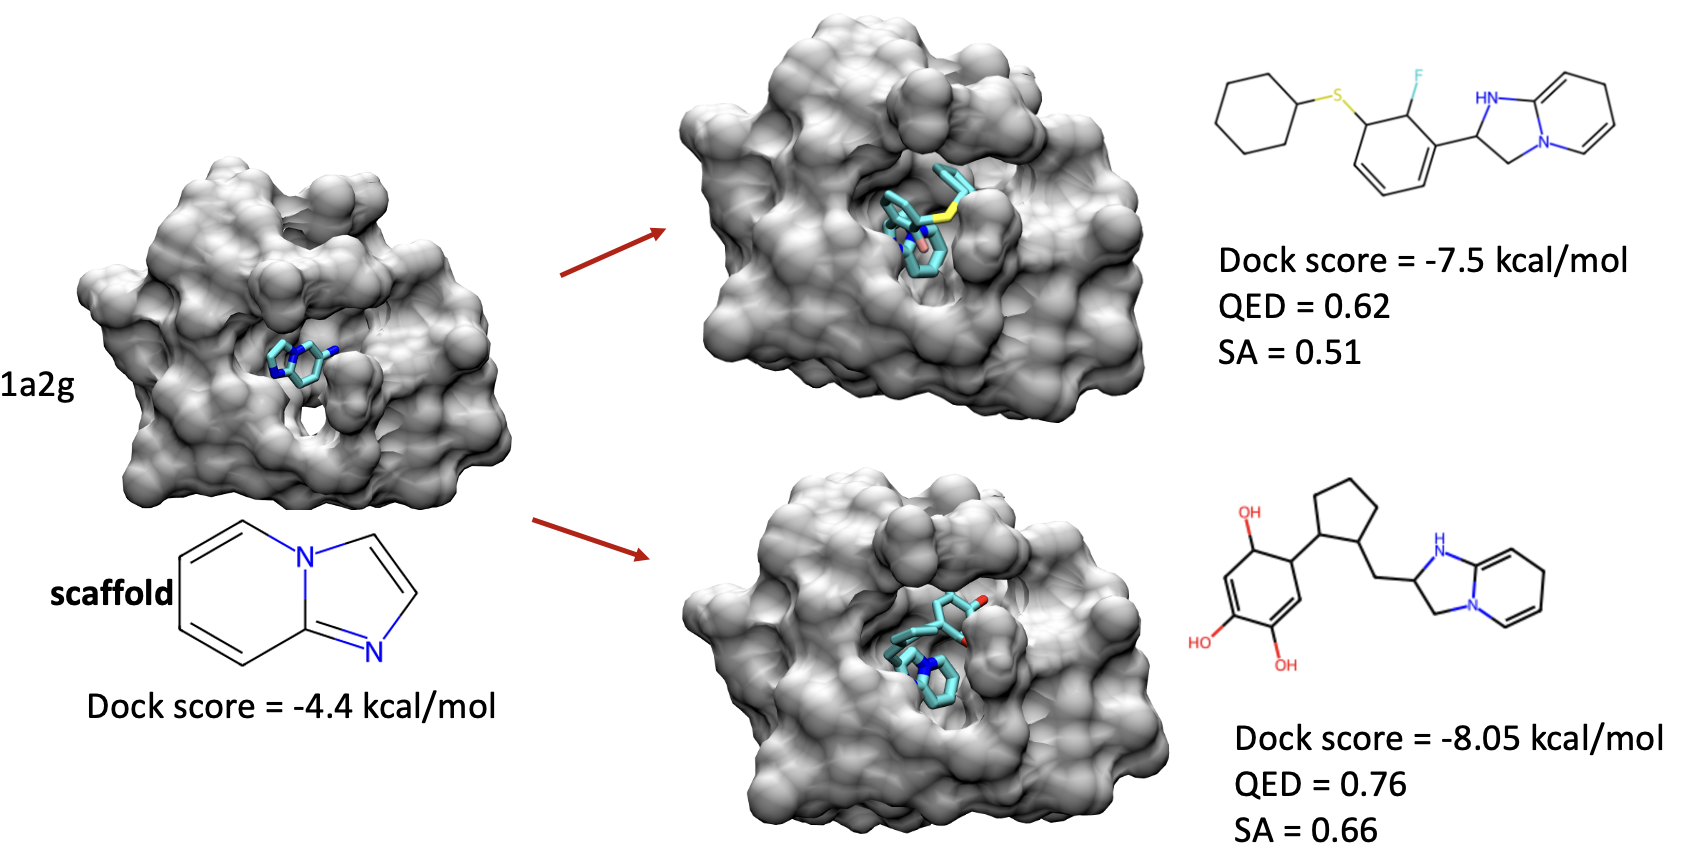 1a2g
scaffold
N
N
Dock score = -4.4 kcal/mol
S
F
HN
N
Dock score = -7.5 kcal/mol
QED = 0.62
SA = 0.51
OH
HO
OH
H
N
N
Dock score = -8.05 kcal/mol
QED = 0.76
SA = 0.66